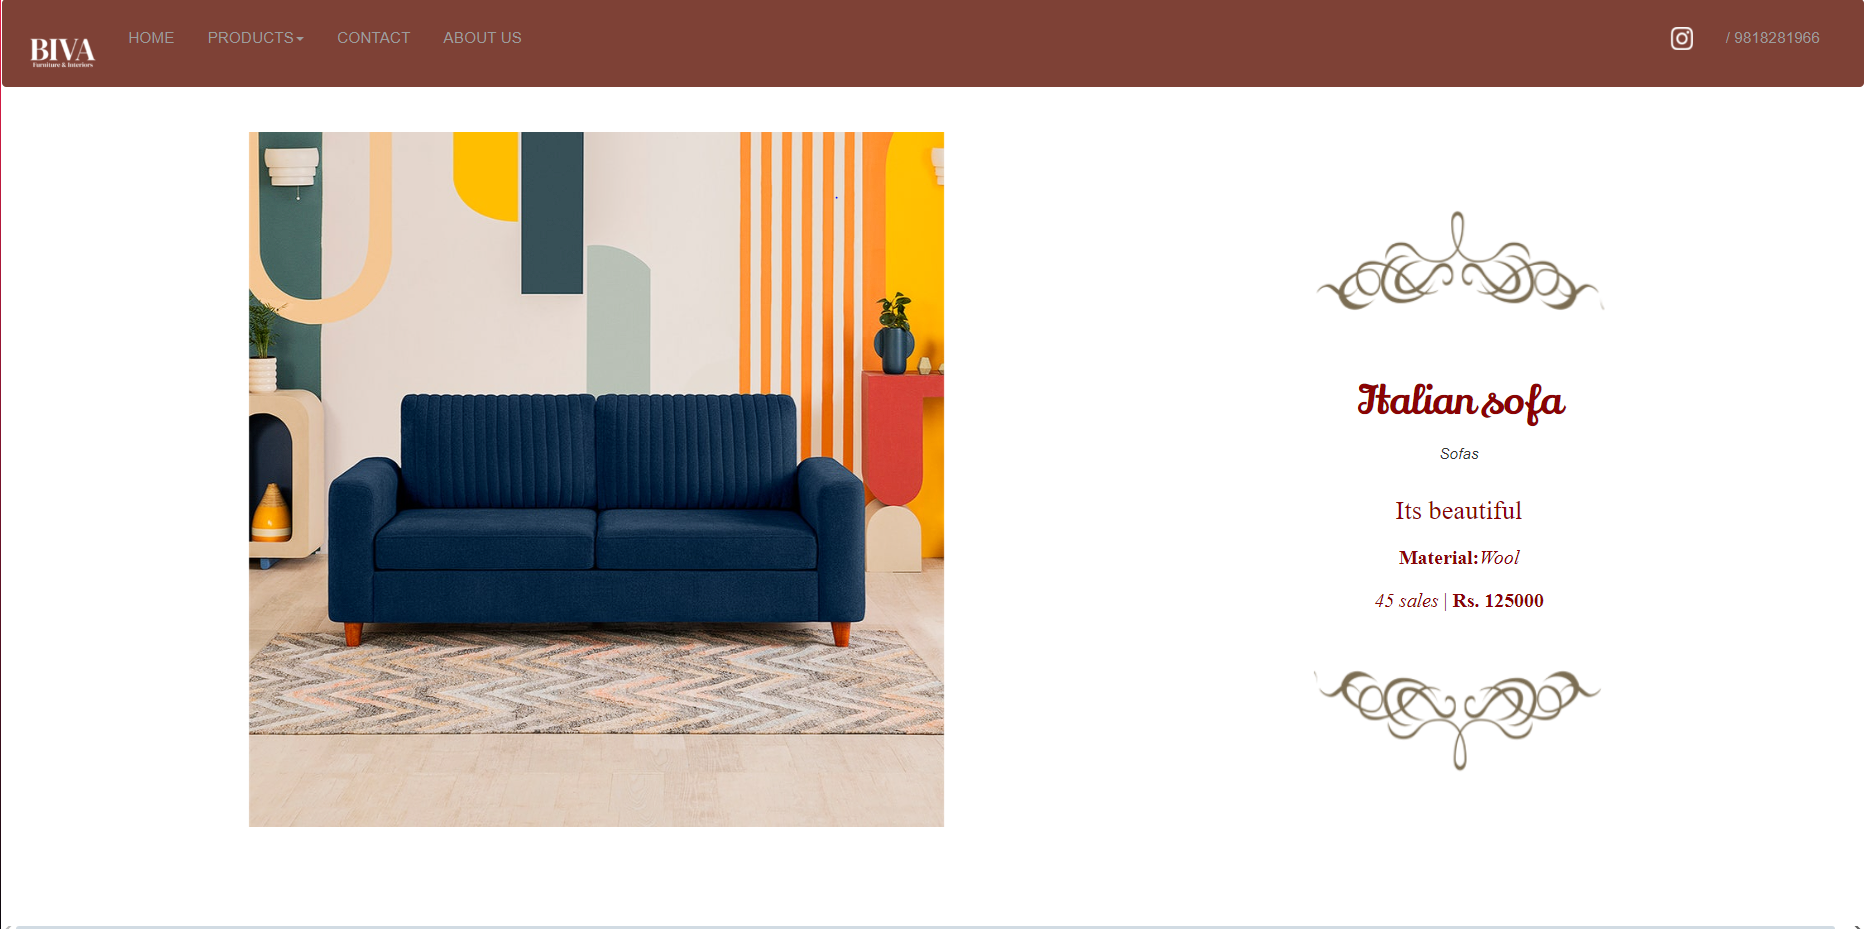 BIVA
Furniture & Interiors
HOME PRODUCTS CONTACT ABOUT US / 9818281966
Italian sofa
Sofas
Its beautiful
Material:Wool
45 sales | Rs. 125000